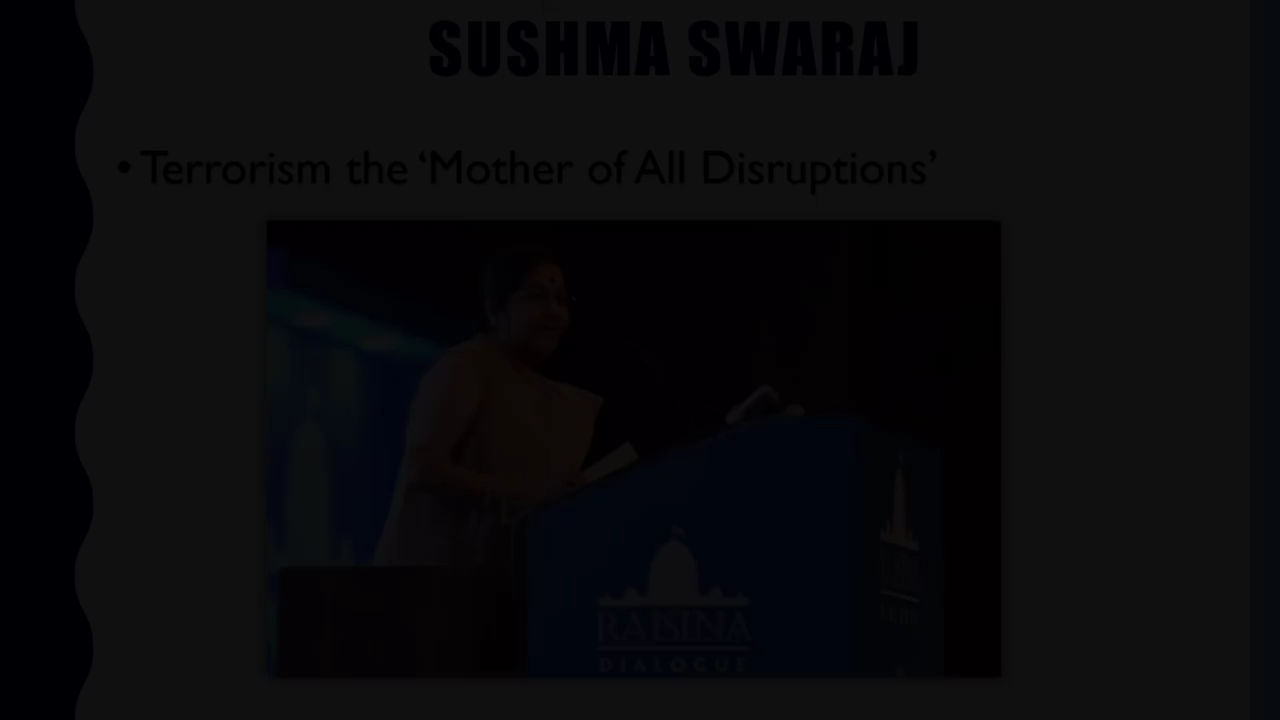 SUSHMA SWARAJ
• Terrorism the ‘Mother of All Disruptions’
RAISINA
DIALOGUE